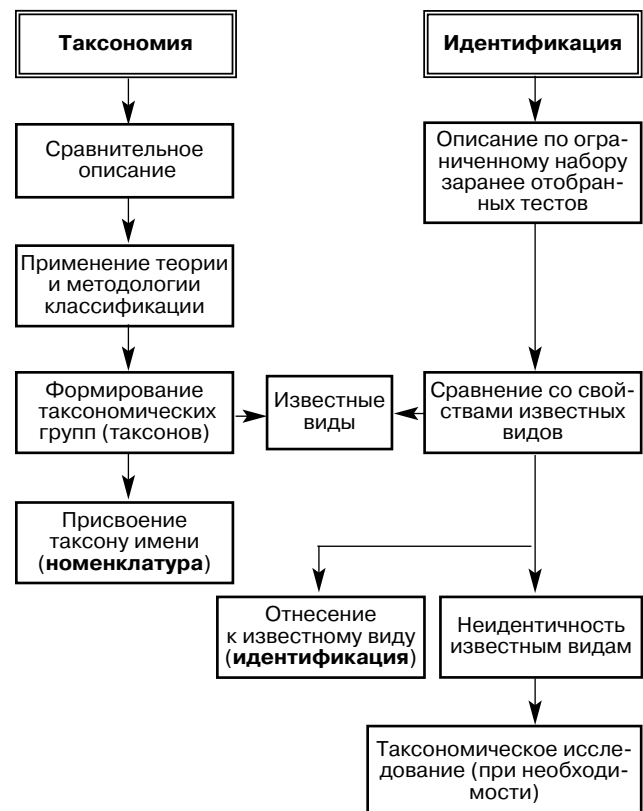 Таксономия
Сравнительное
описание
Применение теории
и методологии
классификации
Формирование
таксономических
групп (таксонов)
Присвоение
таксону имени
(номенклатура)
Известные
виды
Идентификация
Описание по огра-
ниченному набору
заранее отобран-
ных тестов
Сравнение со свой-
ствами известных
видов
Отнесение
к известному виду
(идентификация)
Неидентичность
известным видам
Таксономическое иссле-
дование (при необходи-
мости)